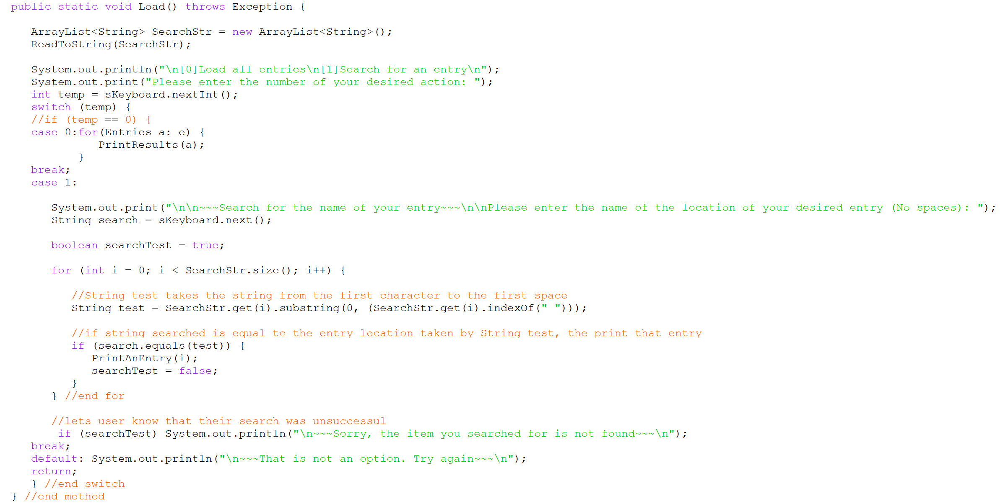 public static void Load() throws Exception {
ArrayList<String> SearchStr = new ArrayList<String>();
ReadToString(SearchStr);
System.out.println("\n[0]Load all entries\n[1]Search for an entry\n");
System.out.print("Please enter the number of your desired action: ");
int temp = sKeyboard.nextInt();
switch (temp) {
//if (temp == 0) {
case 0:for(Entries a: e) {
PrintResults(a);
}
break;
case 1:
System.out.print("\n\n~~~Search for the name of your entry~~~\n\nPlease enter the name of the location of your desired entry (No spaces): ");
String search = sKeyboard.next();
boolean searchTest = true;
for (int i = 0; i < SearchStr.size(); i++) {
//String test takes the string from the first character to the first space
String test = SearchStr.get(i).substring(0, (SearchStr.get(i).indexOf(" ")));
//if string searched is equal to the entry location taken by String test, the print that entry
if (search.equals(test)) {
PrintAnEntry(i);
searchTest = false;
}
} //end for
//lets user know that their search was unsuccessul
if (searchTest) System.out.println("\n~~~Sorry, the item you searched for is not found~~~\n");
break;
default: System.out.println("\n~~~That is not an option. Try again~~~\n");
return;
} //end switch
} //end method